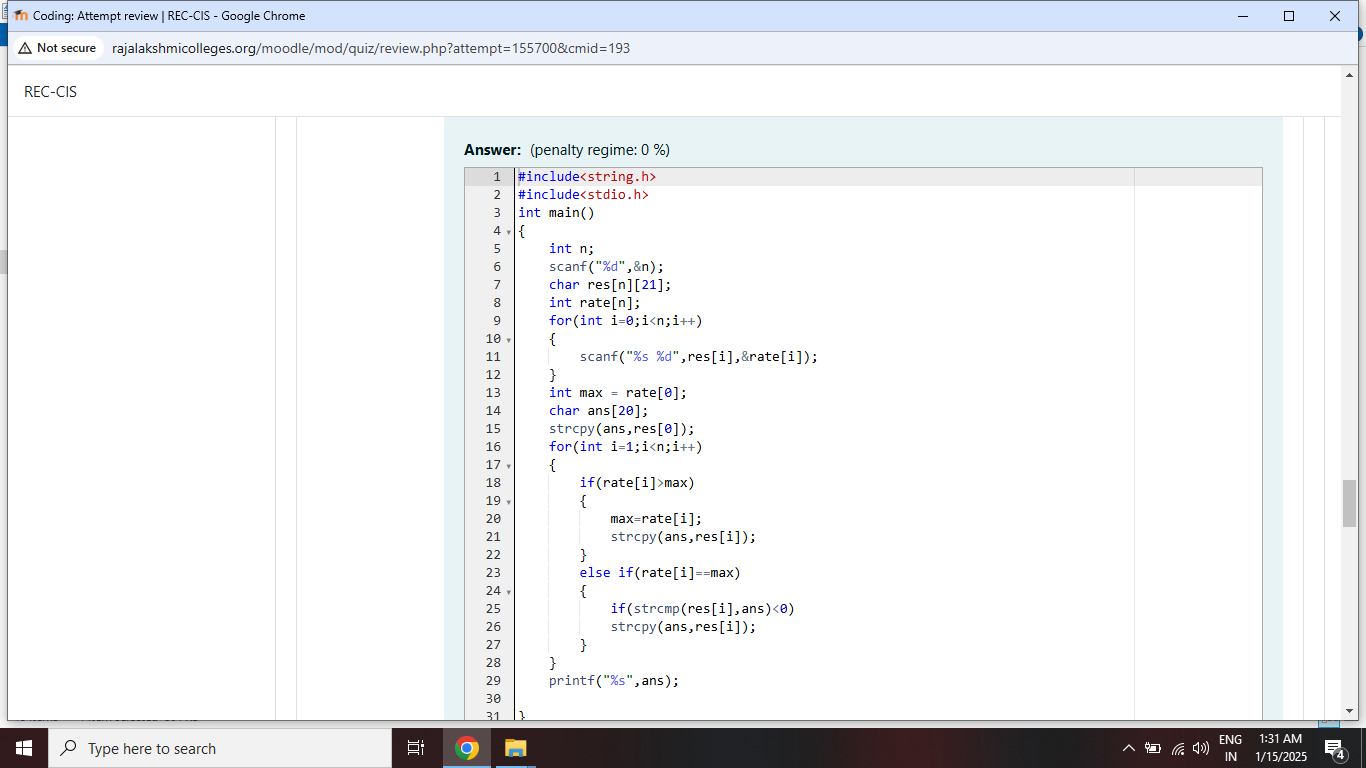 Coding: Attempt review | REC-CIS - Google Chrome
Not secure rajalakshmicolleges.org/moodle/mod/quiz/review.php?attempt=155700&cmid=193
REC-CIS
Answer: (penalty regime: 0 %)
1 #include<string.h>
2 #include<stdio.h>
3 int main()
4 {
5     int n;
6     scanf("%d",&n);
7     char res[n][21];
8     int rate[n];
9     for(int i=0;i<n;i++)
10     {
11         scanf("%s %d",res[i],&rate[i]);
12     }
13     int max = rate[0];
14     char ans[20];
15     strcpy(ans,res[0]);
16     for(int i=1;i<n;i++)
17     {
18         if(rate[i]>max)
19         {
20             max=rate[i];
21             strcpy(ans,res[i]);
22         }
23         else if(rate[i]==max)
24         {
25             if(strcmp(res[i],ans)<0)
26             strcpy(ans,res[i]);
27         }
28     }
29     printf("%s",ans);
30
31 }
Type here to search
ENG
IN
1:31 AM
1/15/2025
4